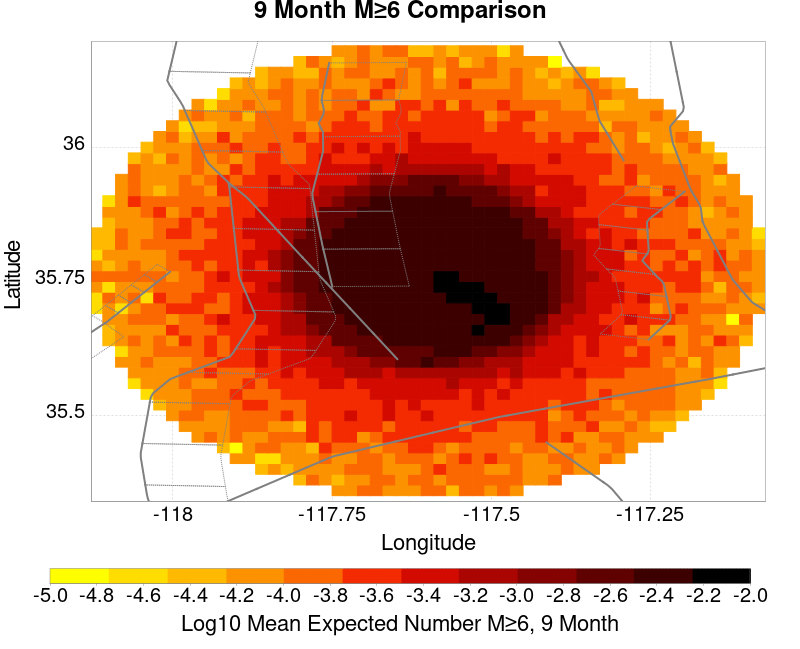 9 Month M≥6 Comparison
36
35.75
35.5
Latitude
-118 -117.75 -117.5 -117.25
Longitude
-5.0 -4.8 -4.6 -4.4 -4.2 -4.0 -3.8 -3.6 -3.4 -3.2 -3.0 -2.8 -2.6 -2.4 -2.2 -2.0
Log10 Mean Expected Number M≥6, 9 Month